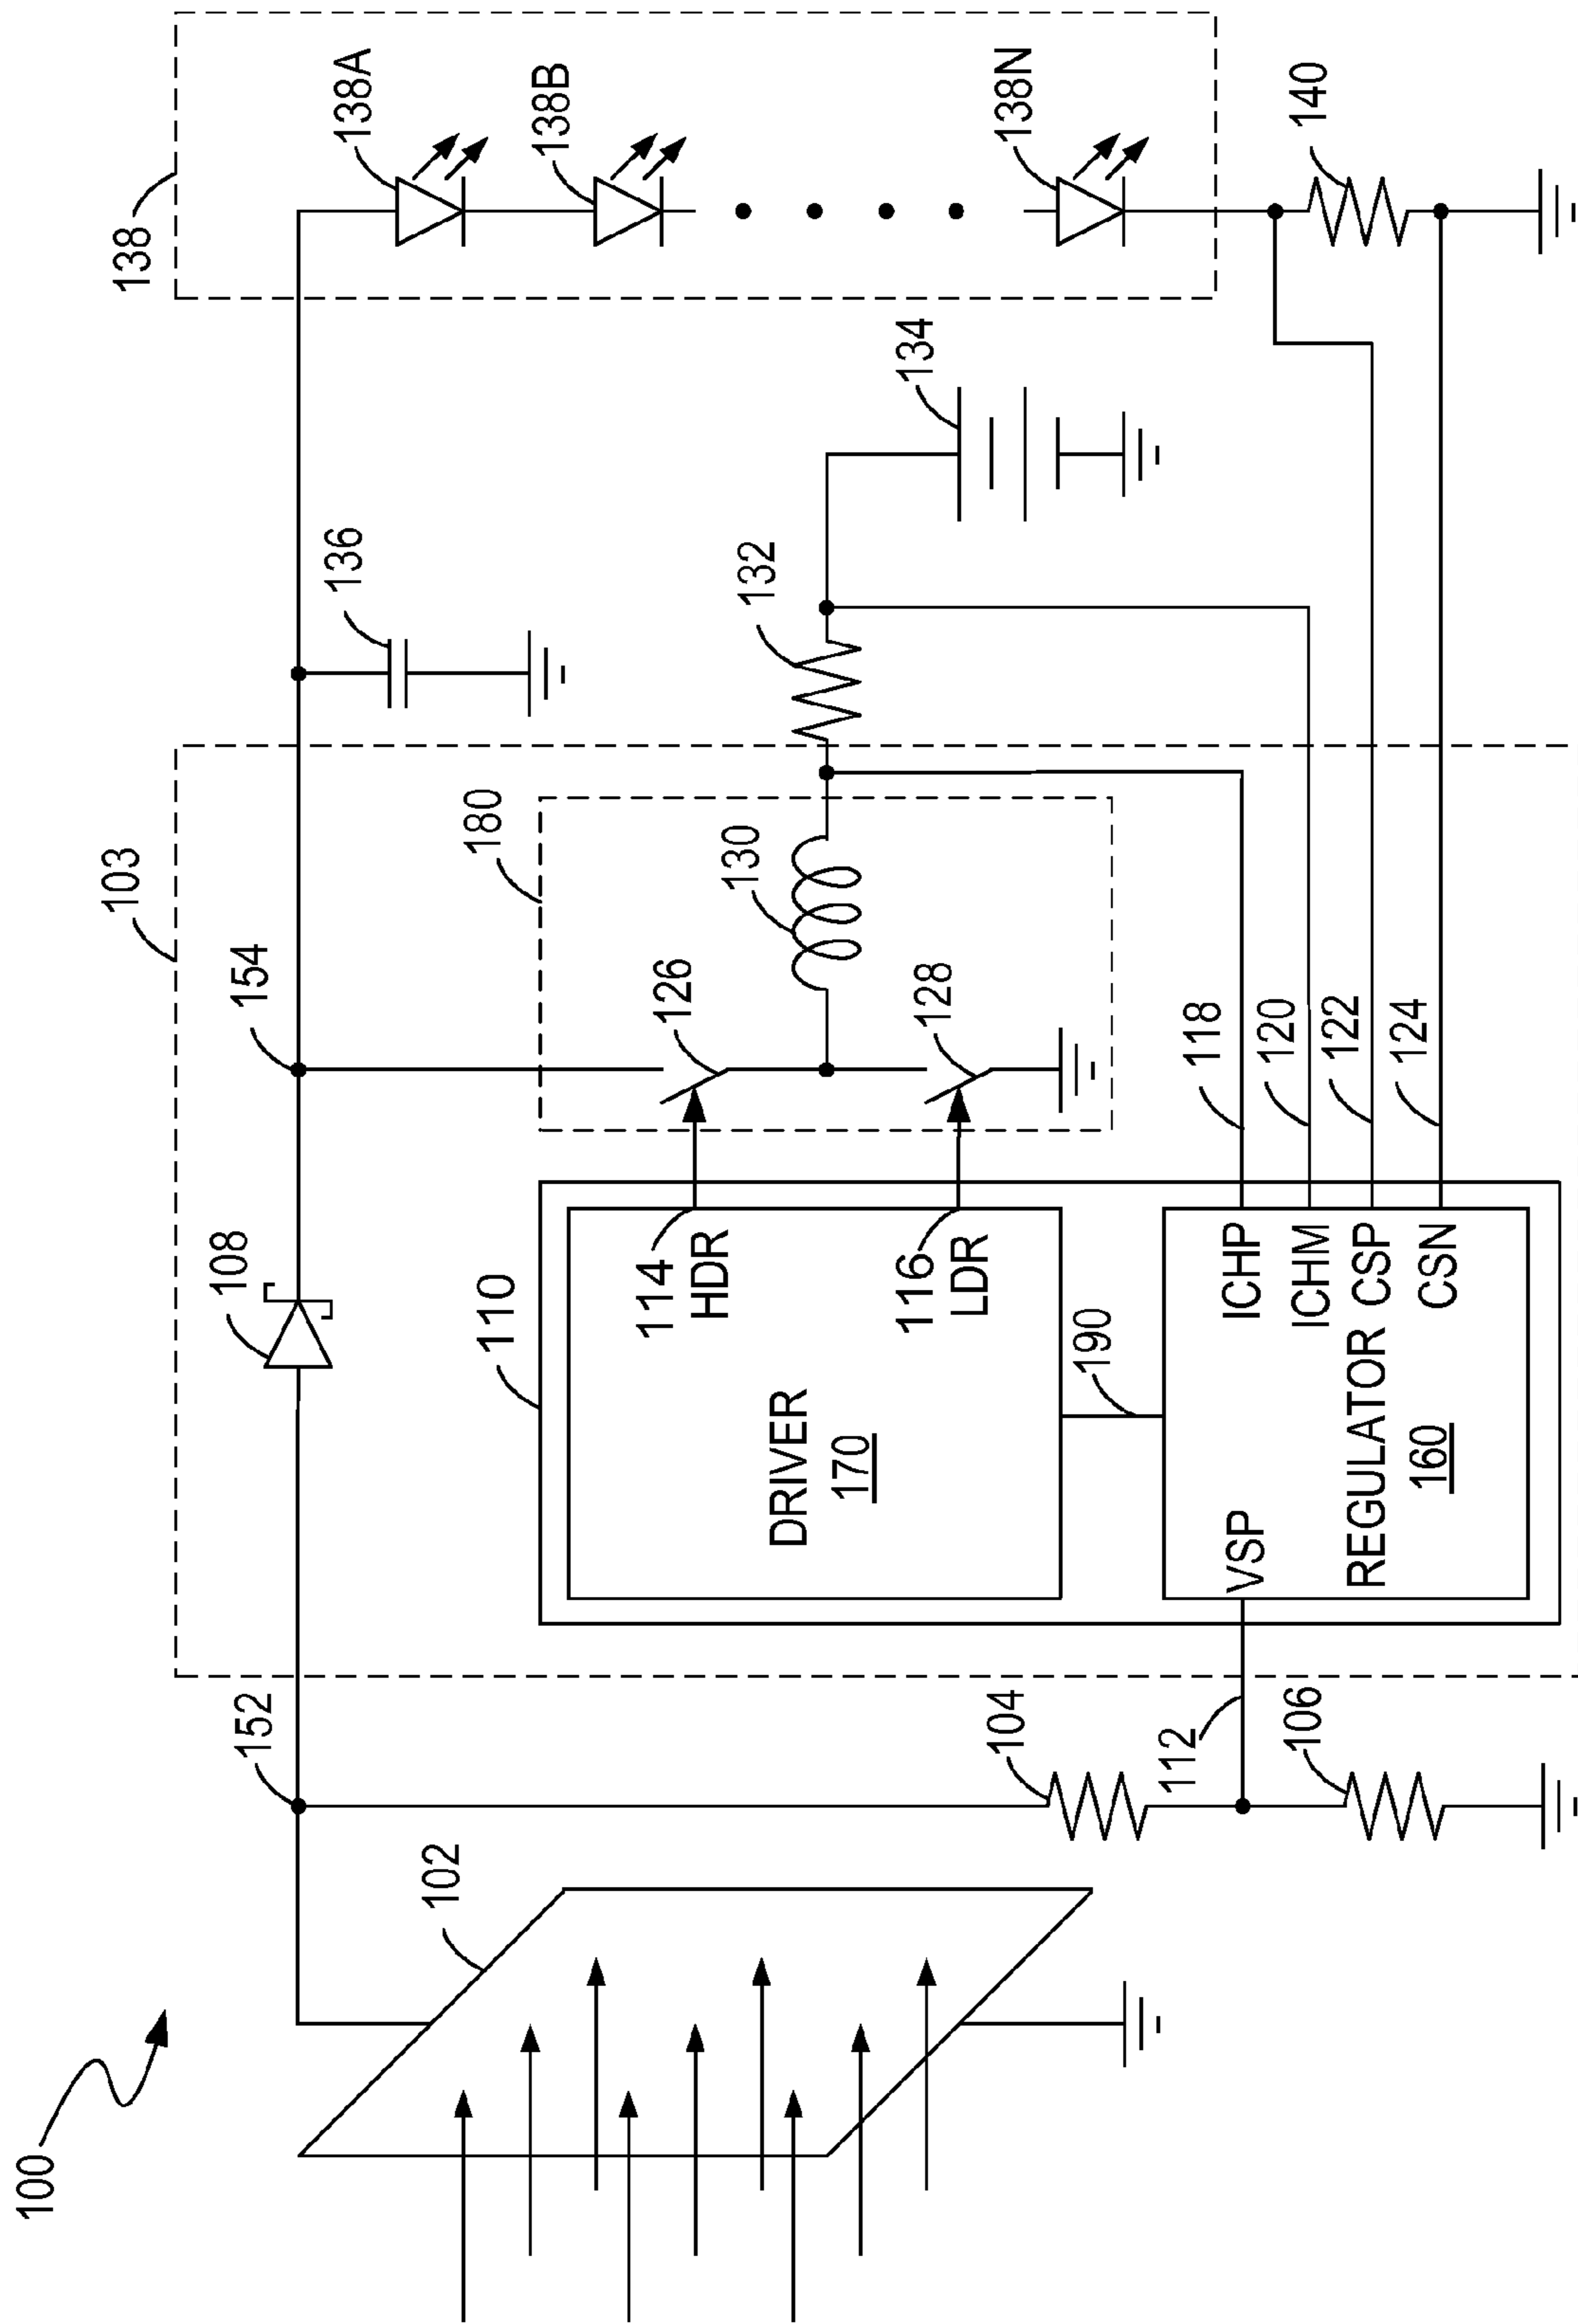 100
102
152
104
112
106
103
108
154
110
DRIVER
170
114
HDR
116
LDR
190
VSP
REGULATOR
160
ICHP
ICHM
CSP
CSN
118
120
122
124
180
126
128
130
132
134
136
138
138A
138B
138N
140